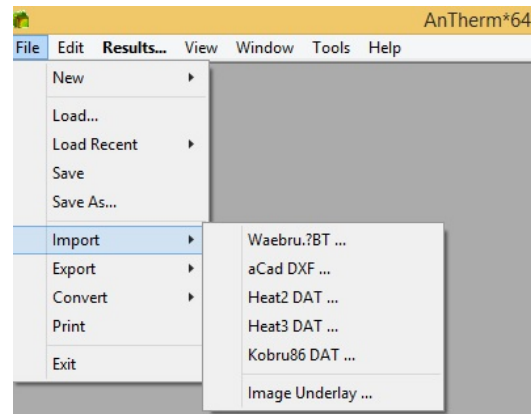 AnTherm*64
File Edit Results... View Window Tools Help
New
Load...
Load Recent
Save
Save As...
Import
Export
Convert
Print
Exit
Waebru.?BT ...
aCad DXF ...
Heat2 DAT ...
Heat3 DAT ...
Kobru86 DAT ...
Image Underlay ...